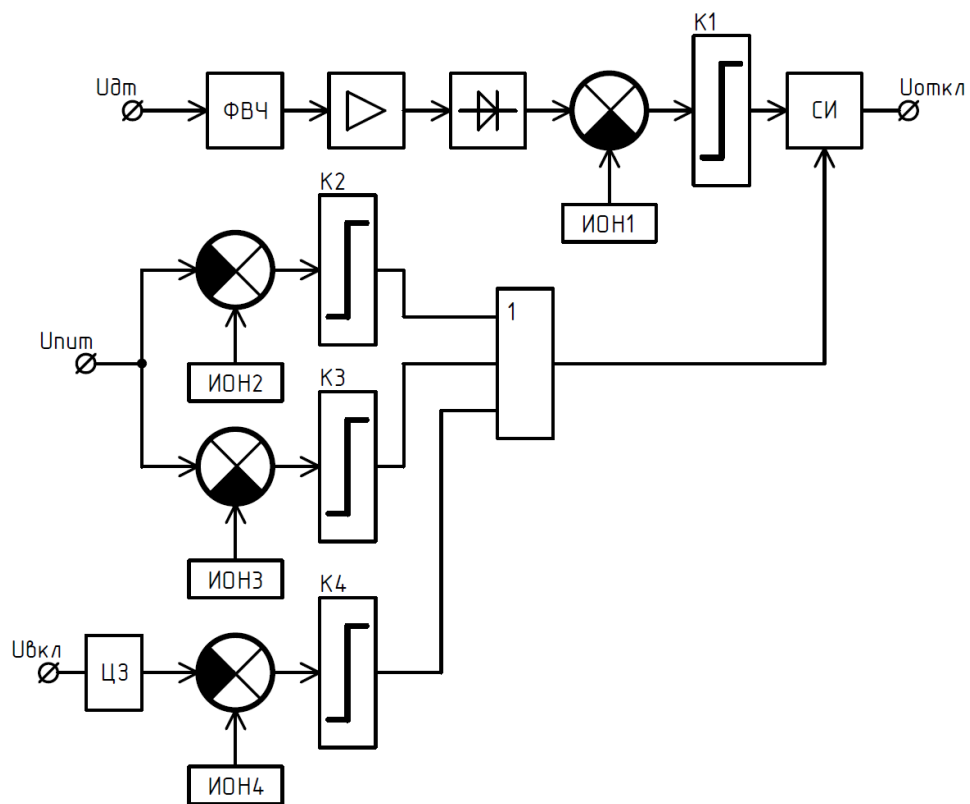 К1
Uдт
ФВЧ
СИ
Uоткл
ИОН1
К2
1
Uпит
ИОН2
К3
ИОН3
К4
Uвкл
ЦЗ
ИОН4